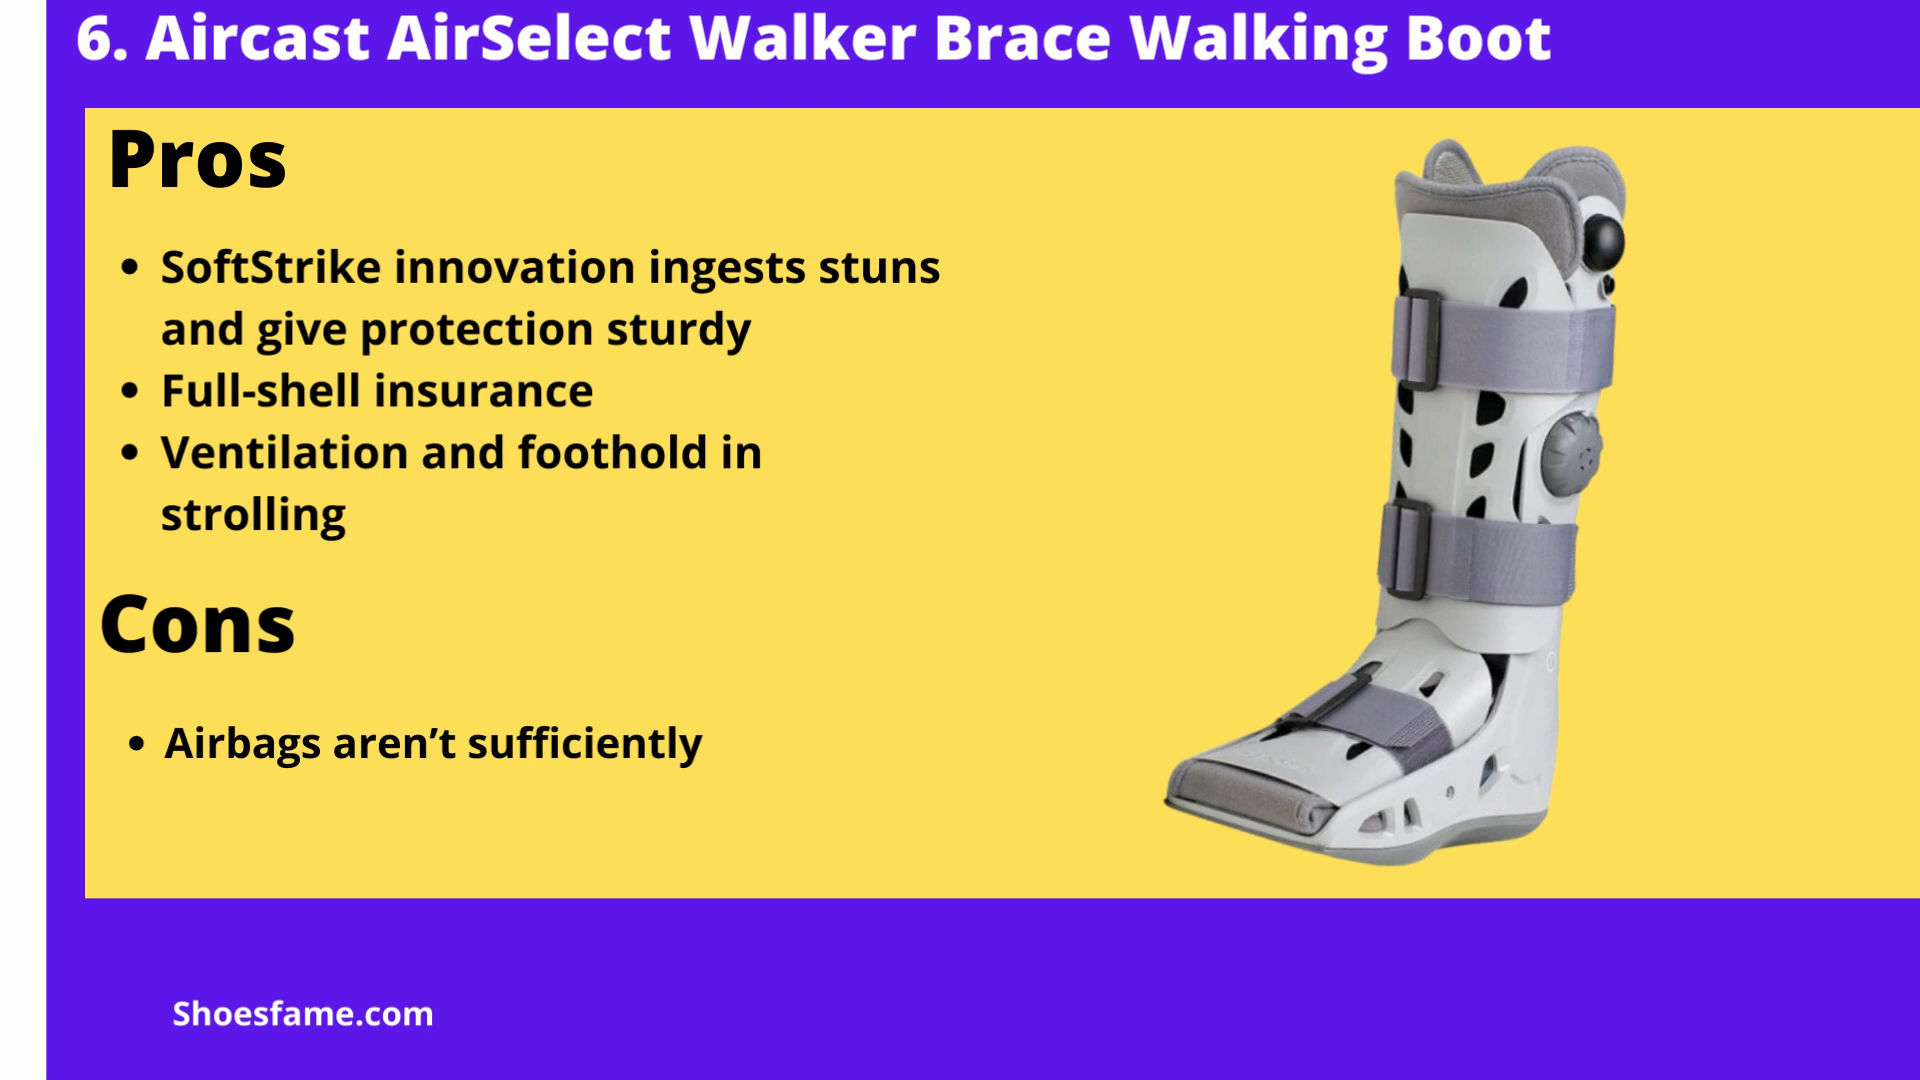 6. Aircast AirSelect Walker Brace Walking Boot
Pros
• SoftStrike innovation ingests stuns
and give protection sturdy
• Full-shell insurance
• Ventilation and foothold in
strolling
Cons
• Airbags aren’t sufficiently
Shoesfame.com